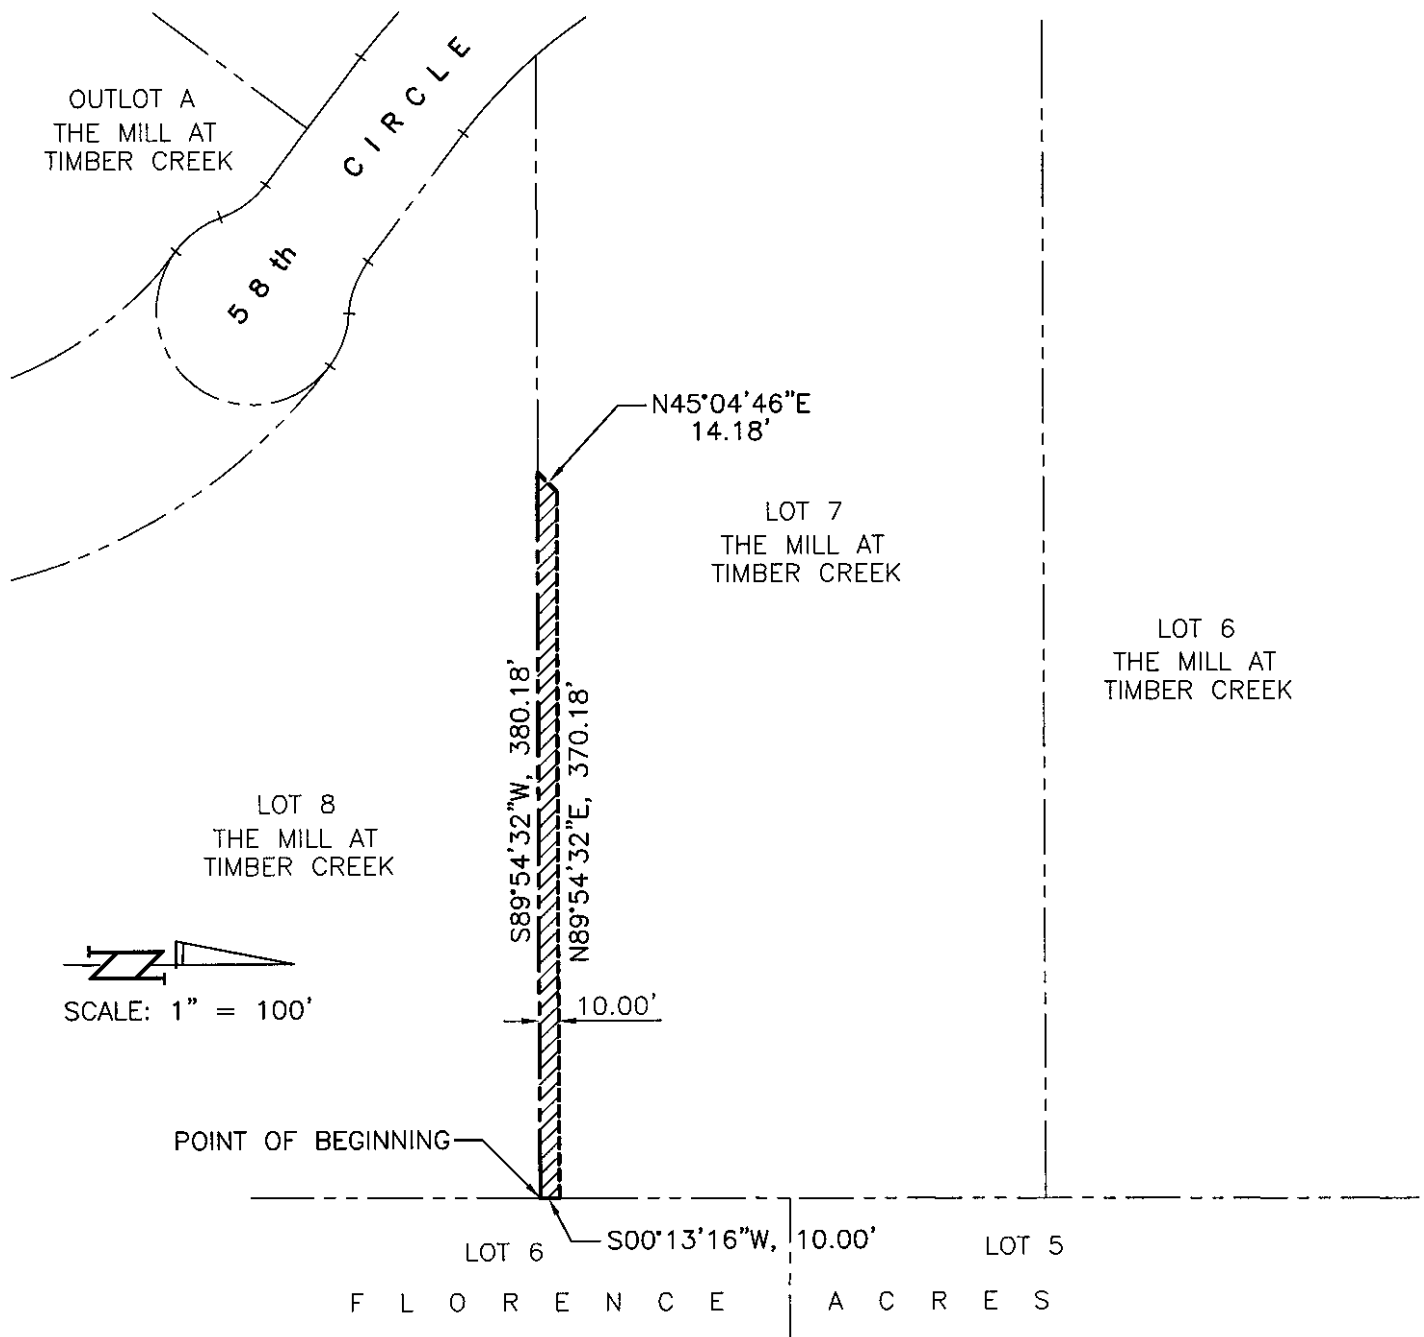 OUTLOT A
THE MILL AT
TIMBER CREEK
58th CIRCLE
N45°04'46"E
14.18'
LOT 7
THE MILL AT
TIMBER CREEK
LOT 6
THE MILL AT
TIMBER CREEK
S89°54'32"W, 380.18'
N89°54'32"E, 370.18'
LOT 8
THE MILL AT
TIMBER CREEK
SCALE: 1" = 100'
10.00'
POINT OF BEGINNING
S00°13'16"W, 10.00'
LOT 6
LOT 5
FLORENCE ACRES